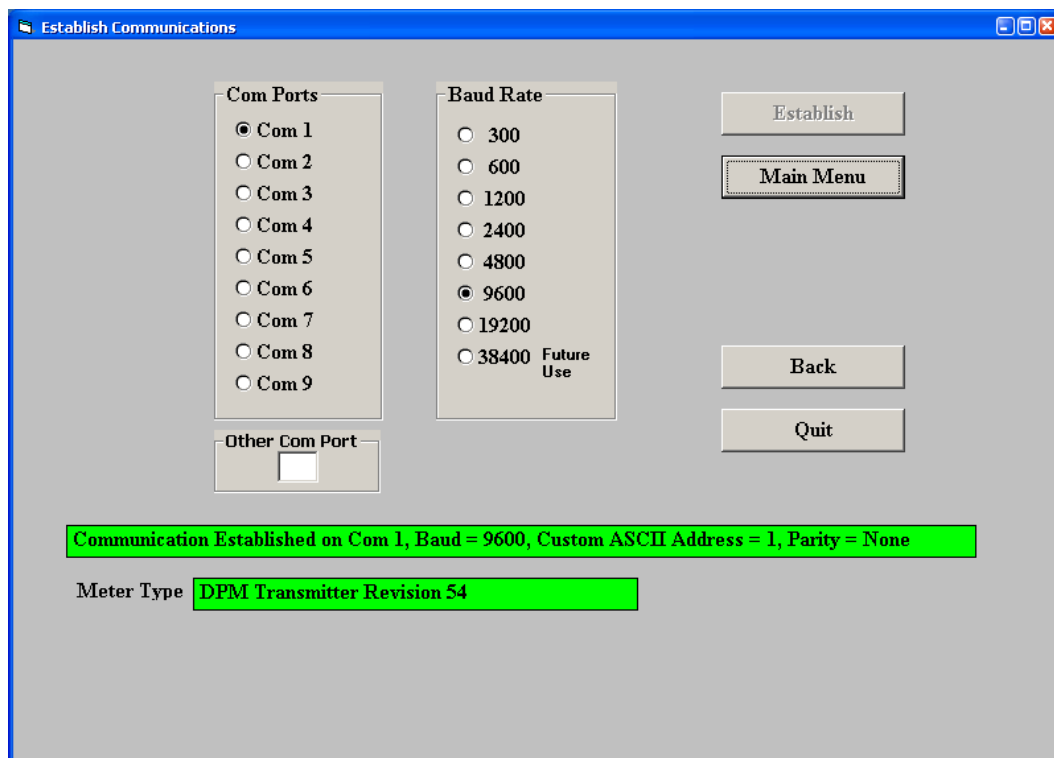 Establish Communications
Com Ports
Com 1
Com 2
Com 3
Com 4
Com 5
Com 6
Com 7
Com 8
Com 9
Other Com Port
Baud Rate
300
600
1200
2400
4800
9600
19200
38400 Future
Use
Establish
Main Menu
Back
Quit
Communication Established on Com 1, Baud = 9600, Custom ASCII Address = 1, Parity = None
Meter Type DPM Transmitter Revision 54